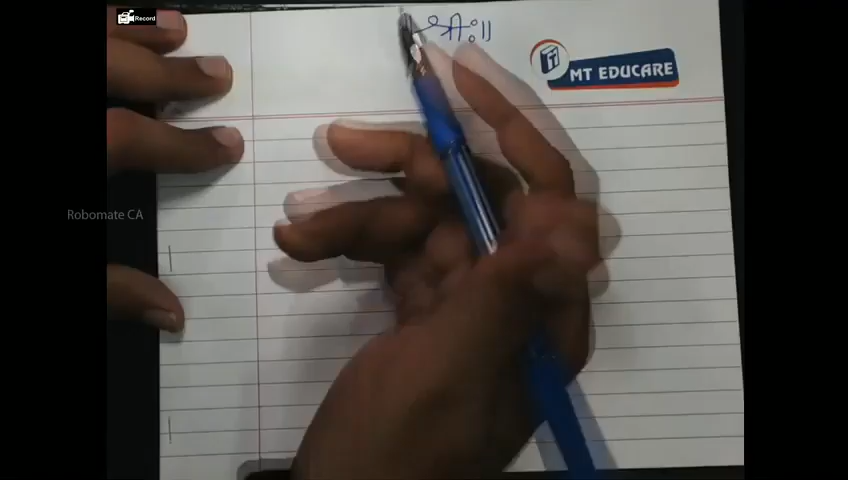 Record
श्रीः॥
MT EDUCARE
Robomate CA